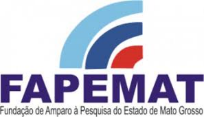 FAPEMAT
Fundação de Amparo à Pesquisa do Estado de Mato Grosso